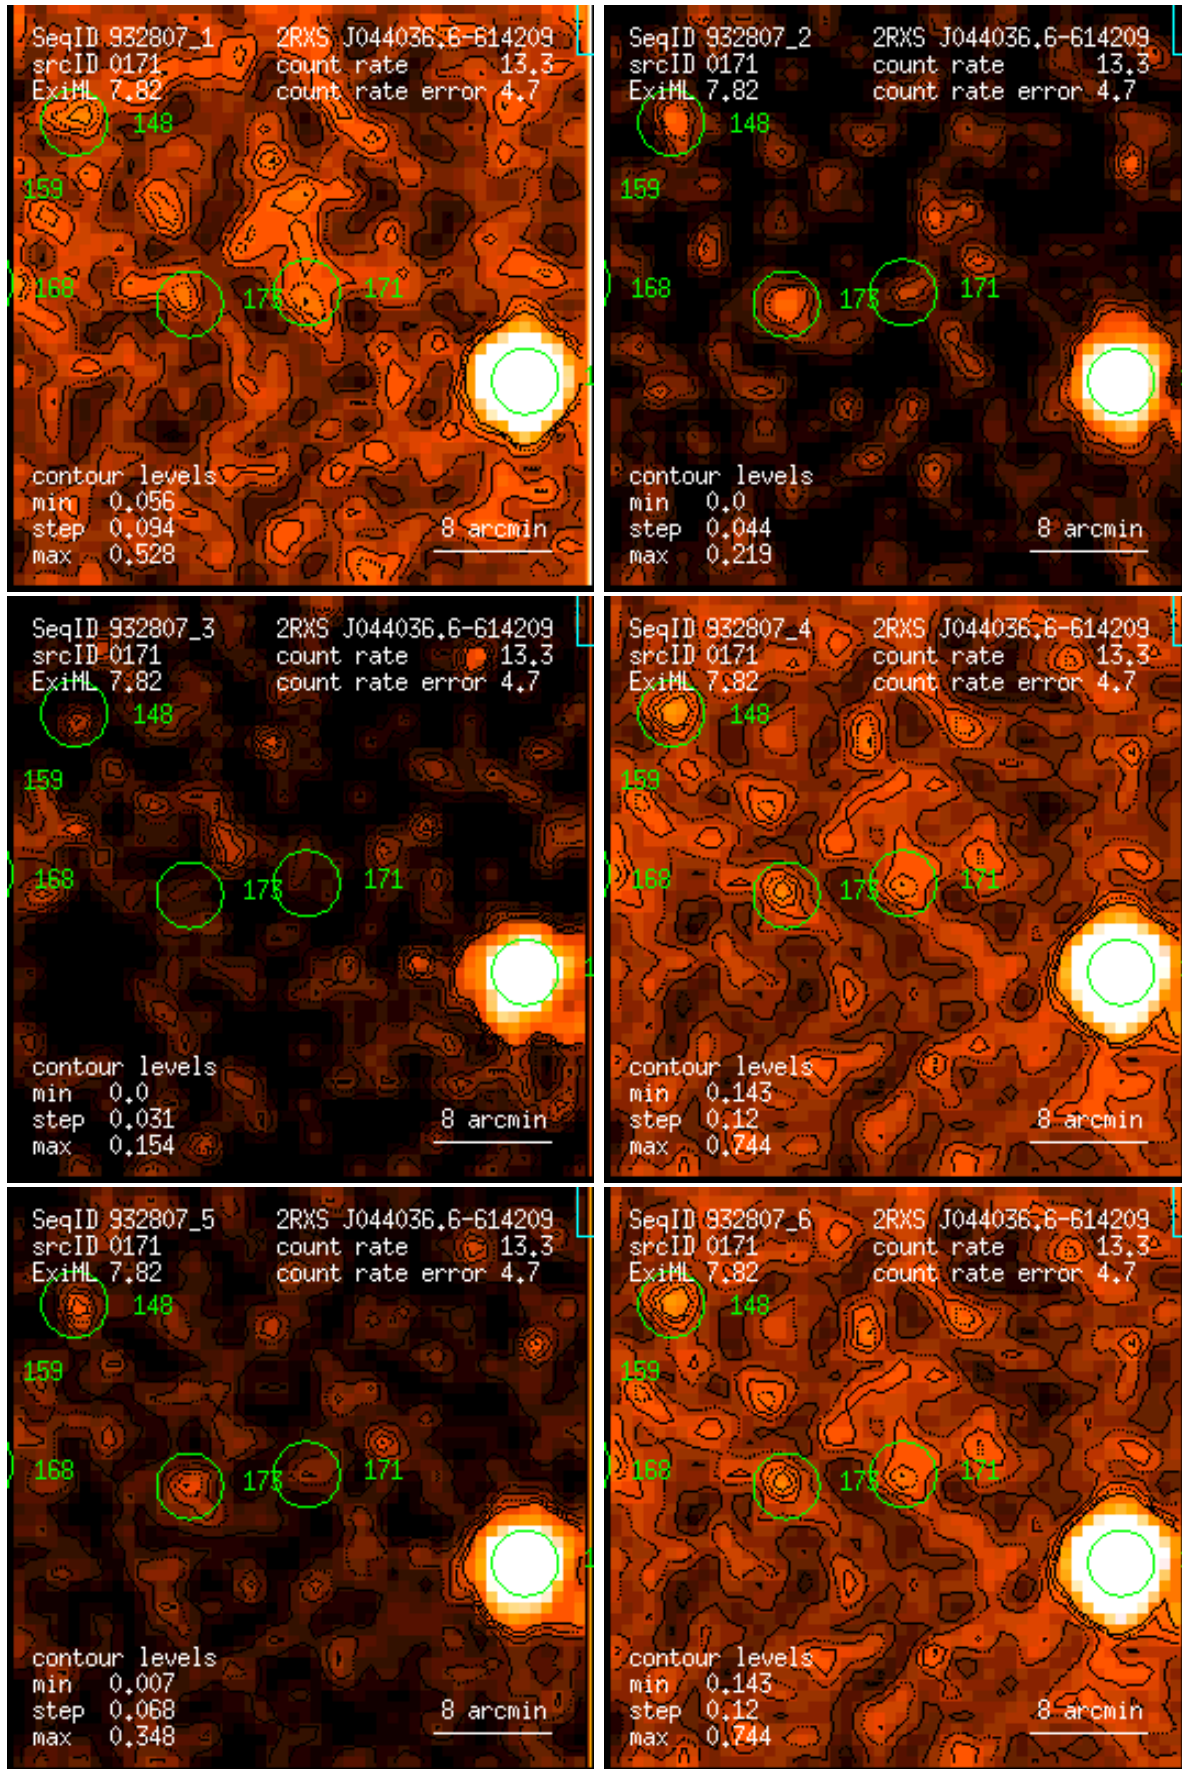 SeqID 932807_1 2RXS J044036.6-614209
srcID 0171 count rate 13.3
ExiML 7.82 count rate error 4.7
148
159
168 173 171
1
contour levels
min 0.056
step 0.094 8 arcmin
max 0.528
SeqID 932807_2 2RXS J044036.6-614209
srcID 0171 count rate 13.3
ExiML 7.82 count rate error 4.7
148
159
168 173 171
contour levels
min 0.0
step 0.044 8 arcmin
max 0.219
SeqID 932807_3 2RXS J044036.6-614209
srcID 0171 count rate 13.3
ExiML 7.82 count rate error 4.7
148
159
168 173 171
1
contour levels
min 0.0
step 0.031 8 arcmin
max 0.154
SeqID 932807_4 2RXS J044036.6-614209
srcID 0171 count rate 13.3
ExiML 7.82 count rate error 4.7
148
159
168 173 171
contour levels
min 0.143
step 0.12 8 arcmin
max 0.744
SeqID 932807_5 2RXS J044036.6-614209
srcID 0171 count rate 13.3
ExiML 7.82 count rate error 4.7
148
159
168 173 171
1
contour levels
min 0.007
step 0.068 8 arcmin
max 0.348
SeqID 932807_6 2RXS J044036.6-614209
srcID 0171 count rate 13.3
ExiML 7.82 count rate error 4.7
148
159
168 173 171
contour levels
min 0.143
step 0.12 8 arcmin
max 0.744